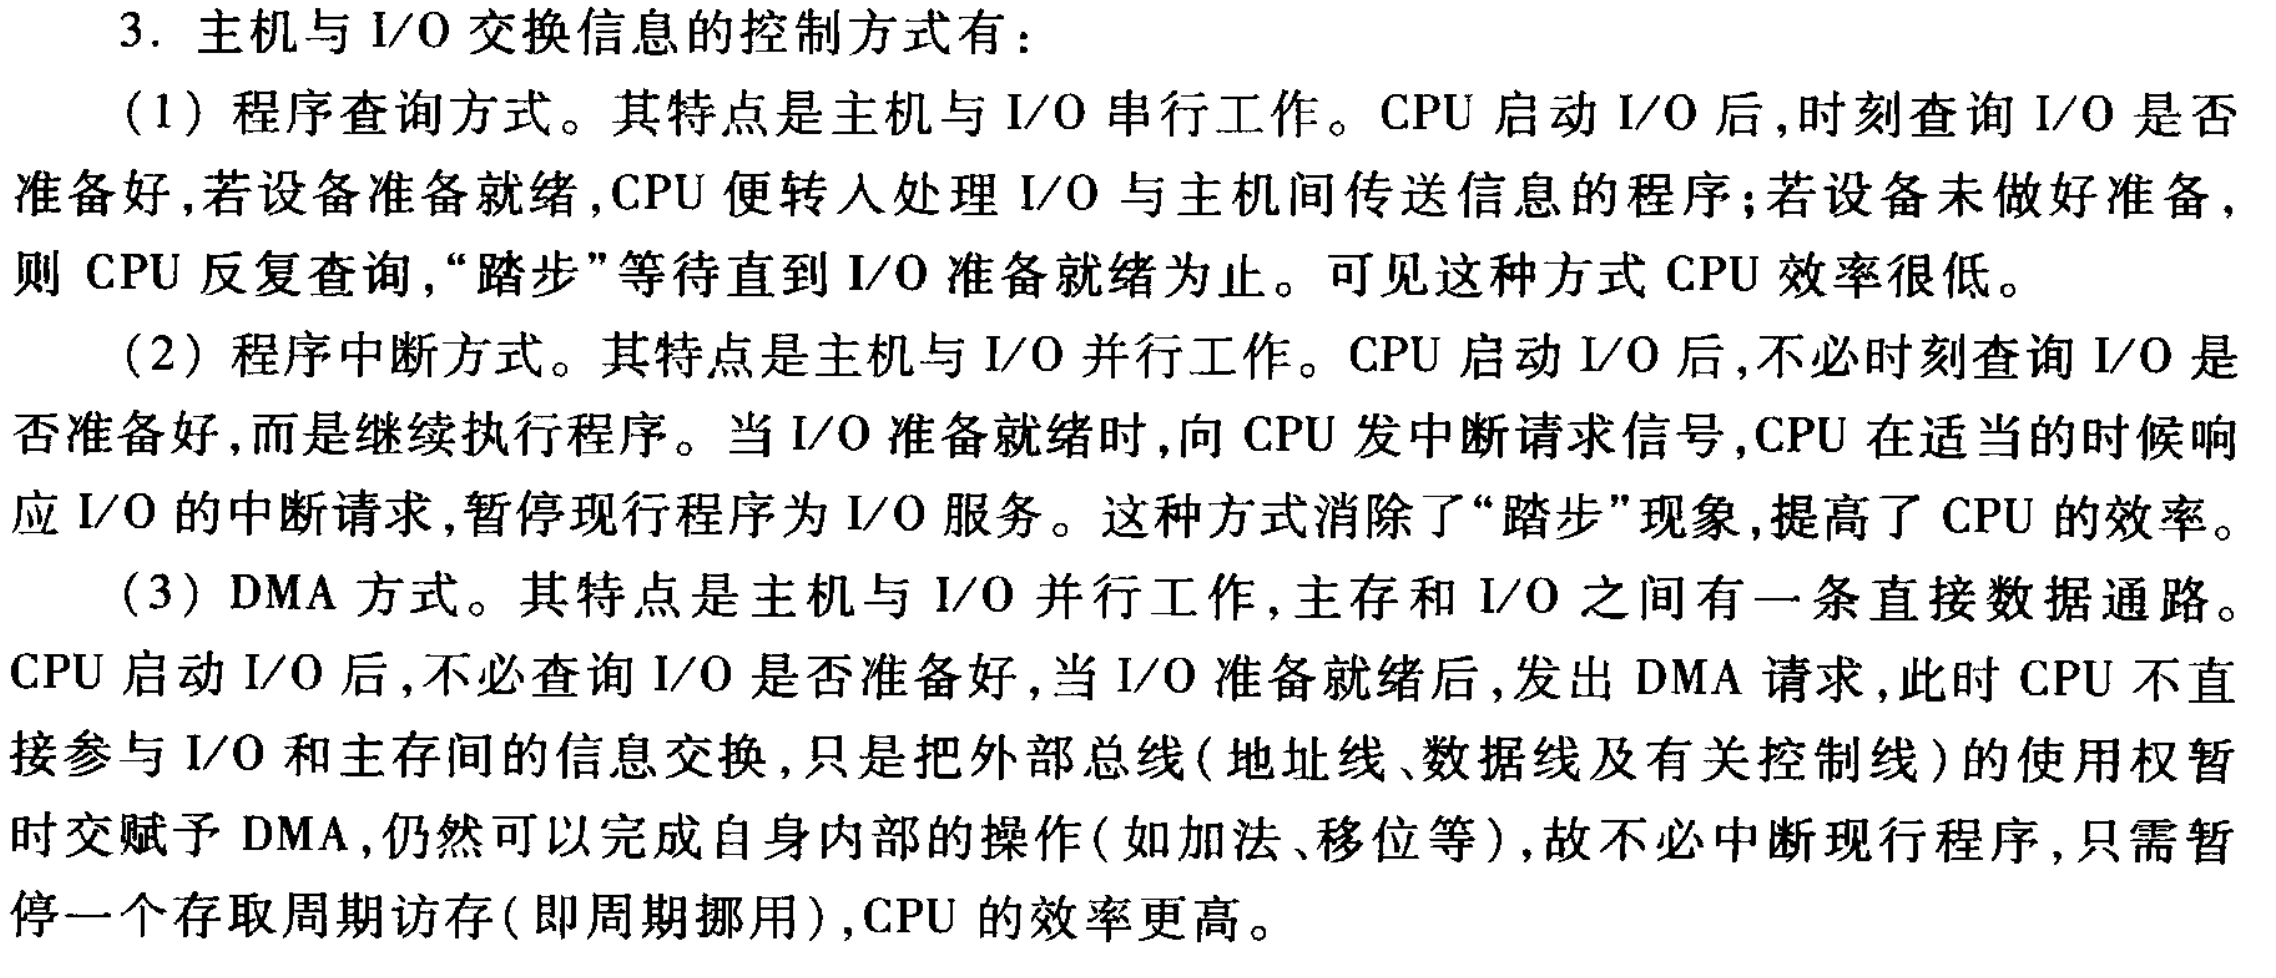 3. 主机与 I/O 交换信息的控制方式有：
(1) 程序查询方式。其特点是主机与 I/O 串行工作。CPU 启动 I/O 后,时刻查询 I/O 是否
准备好,若设备准备就绪,CPU 便转入处理 I/O 与主机间传送信息的程序;若设备未做好准备,
则 CPU 反复查询,“踏步”等待直到 I/O 准备就绪为止。可见这种方式 CPU 效率很低。
(2) 程序中断方式。其特点是主机与 I/O 并行工作。CPU 启动 I/O 后,不必时刻查询 I/O 是
否准备好,而是继续执行程序。当 I/O 准备就绪时,向 CPU 发中断请求信号,CPU 在适当的时候响
应 I/O 的中断请求,暂停现行程序为 I/O 服务。这种方式消除了“踏步”现象,提高了 CPU 的效率。
(3) DMA 方式。其特点是主机与 I/O 并行工作,主存和 I/O 之间有一条直接数据通路。
CPU 启动 I/O 后,不必查询 I/O 是否准备好,当 I/O 准备就绪后,发出 DMA 请求,此时 CPU 不直
接参与 I/O 和主存间的信息交换,只是把外部总线(地址线、数据线及有关控制线)的使用权暂
时交赋予 DMA,仍然可以完成自身内部的操作(如加法、移位等),故不必中断现行程序,只需暂
停一个存取周期访存(即周期挪用),CPU 的效率更高。